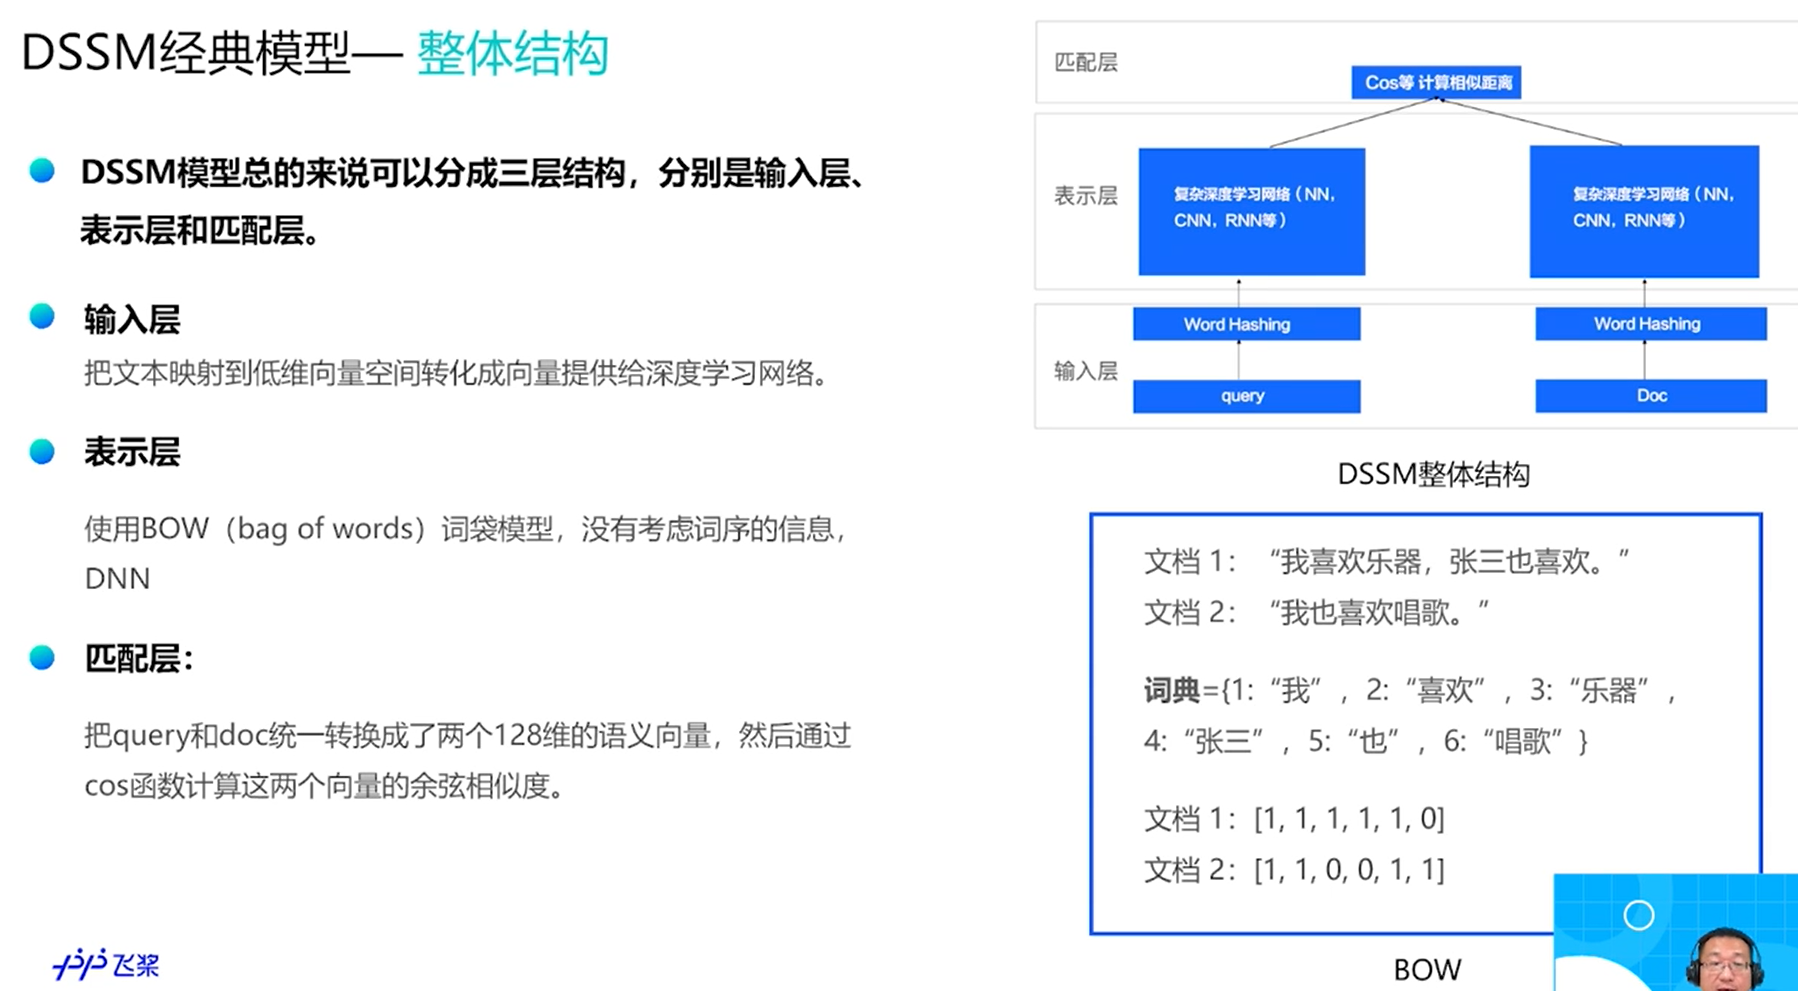 DSSM经典模型— 整体结构
DSSM模型总的来说可以分成三层结构，分别是输入层、
表示层和匹配层。
输入层
把文本映射到低维向量空间转化成向量提供给深度学习网络。
表示层
使用BOW（bag of words）词袋模型，没有考虑词序的信息，
DNN
匹配层：
把query和doc统一转换成了两个128维的语义向量，然后通过
cos函数计算这两个向量的余弦相似度。
飞桨
匹配层
Cos等 计算相似距离
表示层
复杂深度学习网络（NN，
CNN，RNN等）
复杂深度学习网络（NN，
CNN，RNN等）
输入层
Word Hashing
Word Hashing
query
Doc
DSSM整体结构
文档 1： “我喜欢乐器，张三也喜欢。”
文档 2： “我也喜欢唱歌。”
词典={1:“我”，2:“喜欢”，3:“乐器”，
4:“张三”，5:“也”，6:“唱歌”}
文档 1：[1, 1, 1, 1, 1, 0]
文档 2：[1, 1, 0, 0, 1, 1]
BOW